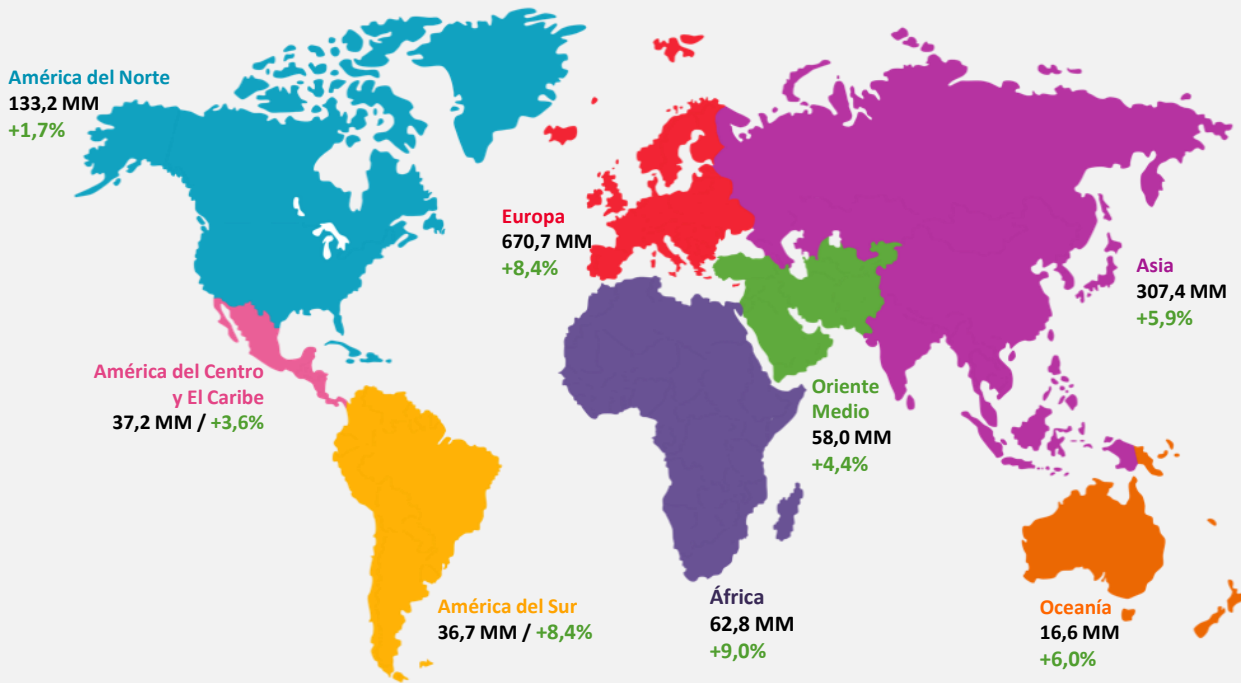 América del Norte
133,2 MM
+1,7%
Europa
670,7 MM
+8,4%
Asia
307,4 MM
+5,9%
América del Centro
y El Caribe
37,2 MM / +3,6%
Oriente
Medio
58,0 MM
+4,4%
América del Sur
36,7 MM / +8,4%
África
62,8 MM
+9,0%
Oceanía
16,6 MM
+6,0%